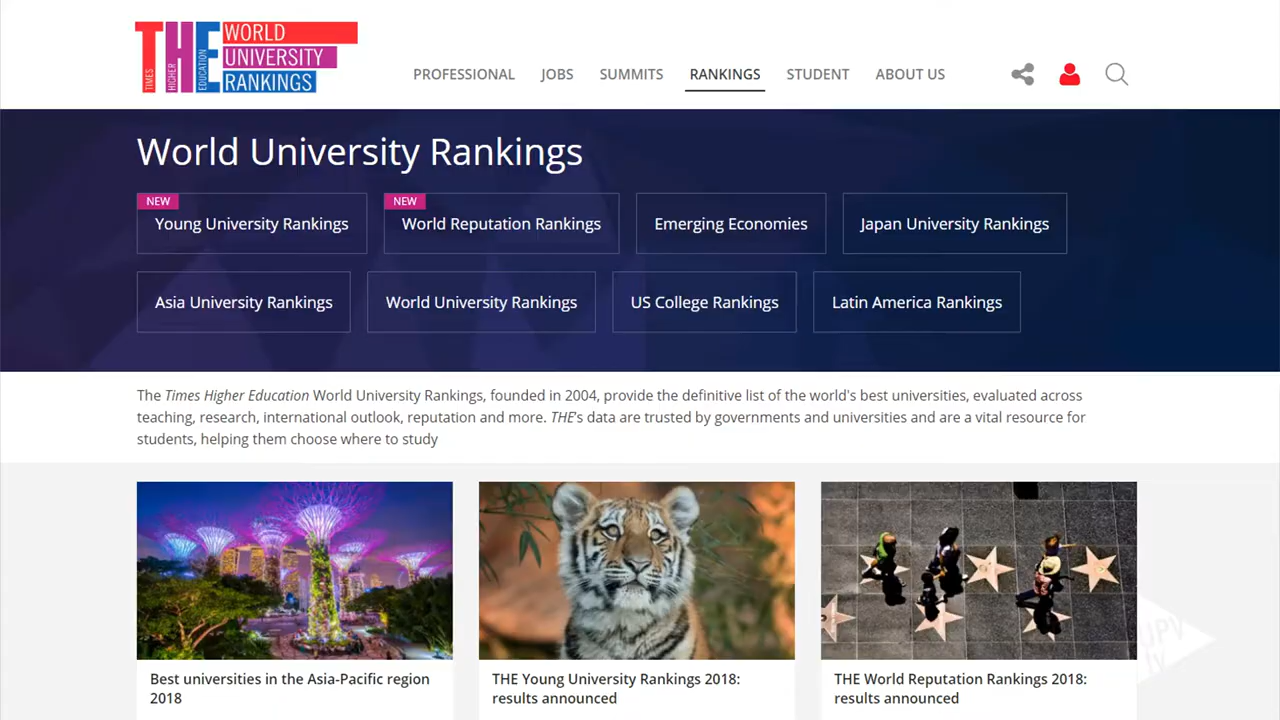 TIMES HIGHER EDUCATION
THE WORLD UNIVERSITY RANKINGS
PROFESSIONAL JOBS SUMMITS RANKINGS STUDENT ABOUT US
World University Rankings
NEW NEW
Young University Rankings World Reputation Rankings Emerging Economies Japan University Rankings
Asia University Rankings World University Rankings US College Rankings Latin America Rankings
The Times Higher Education World University Rankings, founded in 2004, provide the definitive list of the world's best universities, evaluated across
teaching, research, international outlook, reputation and more. THE's data are trusted by governments and universities and are a vital resource for
students, helping them choose where to study
Best universities in the Asia-Pacific region
2018
THE Young University Rankings 2018:
results announced
THE World Reputation Rankings 2018:
results announced
UPV